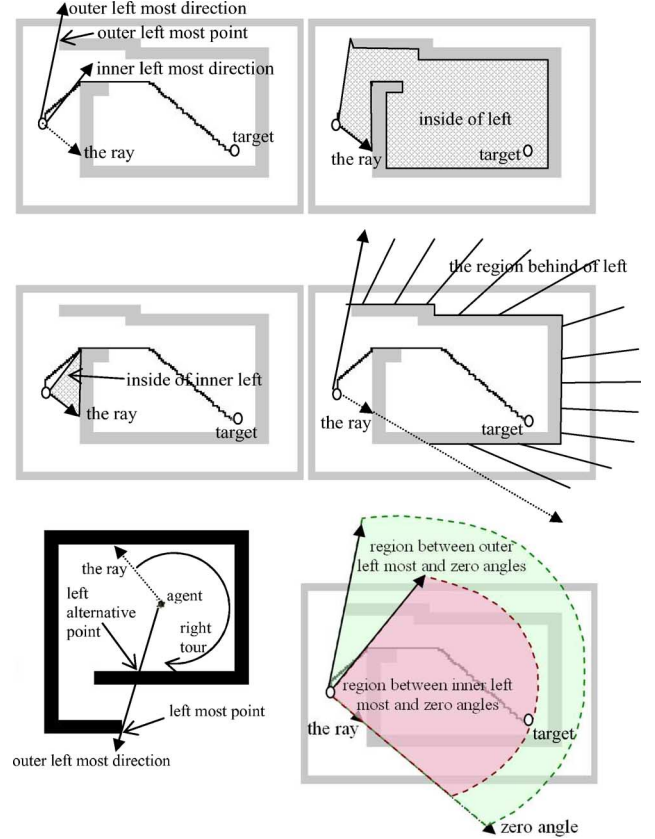 outer left most direction
outer left most point
inner left most direction
target
the ray
inside of left
target
the ray
inside of inner left
the ray
target
the region behind of left
the ray
target
the ray
agent
left
alternative
point
right
tour
left most point
outer left most direction
region between outer
left most and zero angles
region between inner left
most and zero angles
the ray
target
zero angle